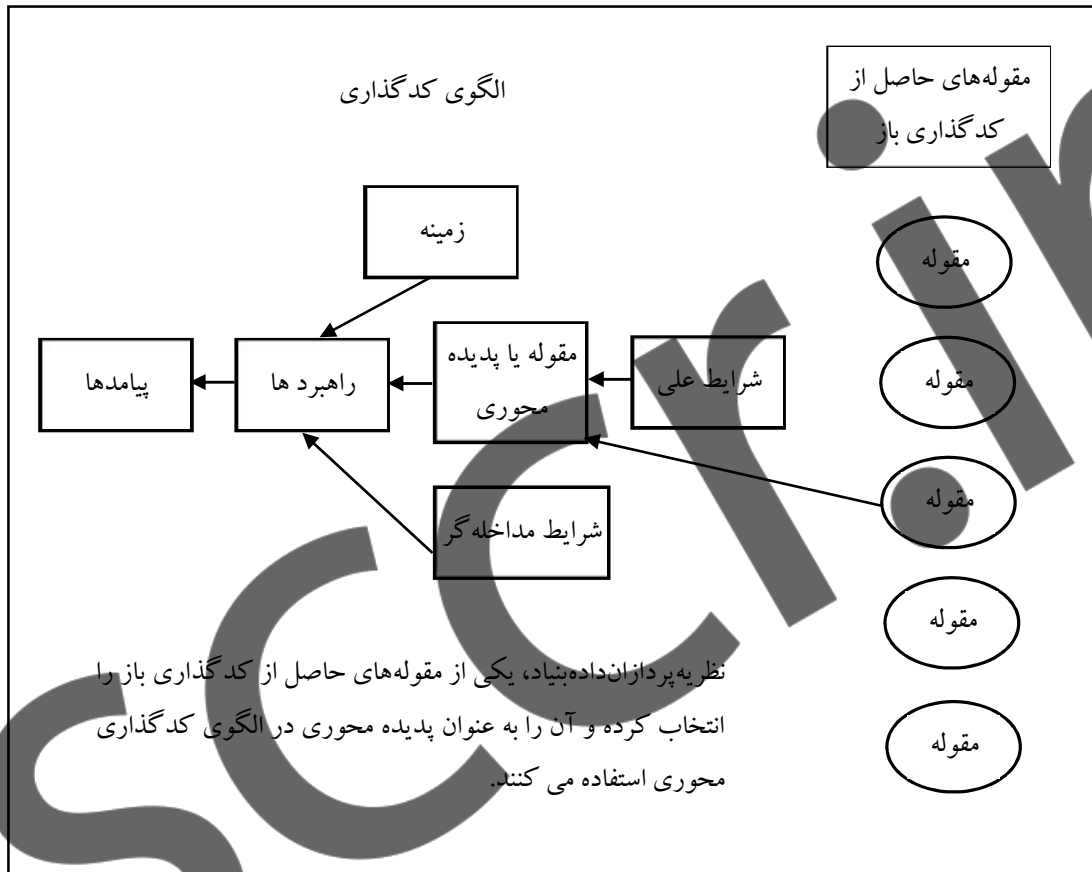 مقوله‌های حاصل از
کدگذاری باز
الگوی کدگذاری
زمینه
مقوله
شرایط علی
مقوله یا پدیده
محوری
راهبرد ها
پیامدها
مقوله
مقوله
شرایط مداخله‌گر
مقوله
نظریه‌پردازان‌داده‌بنیاد، یکی از مقوله‌های حاصل از کدگذاری باز را
انتخاب کرده و آن را به عنوان پدیده محوری در الگوی کدگذاری
محوری استفاده می کنند.
مقوله
sccr.ir